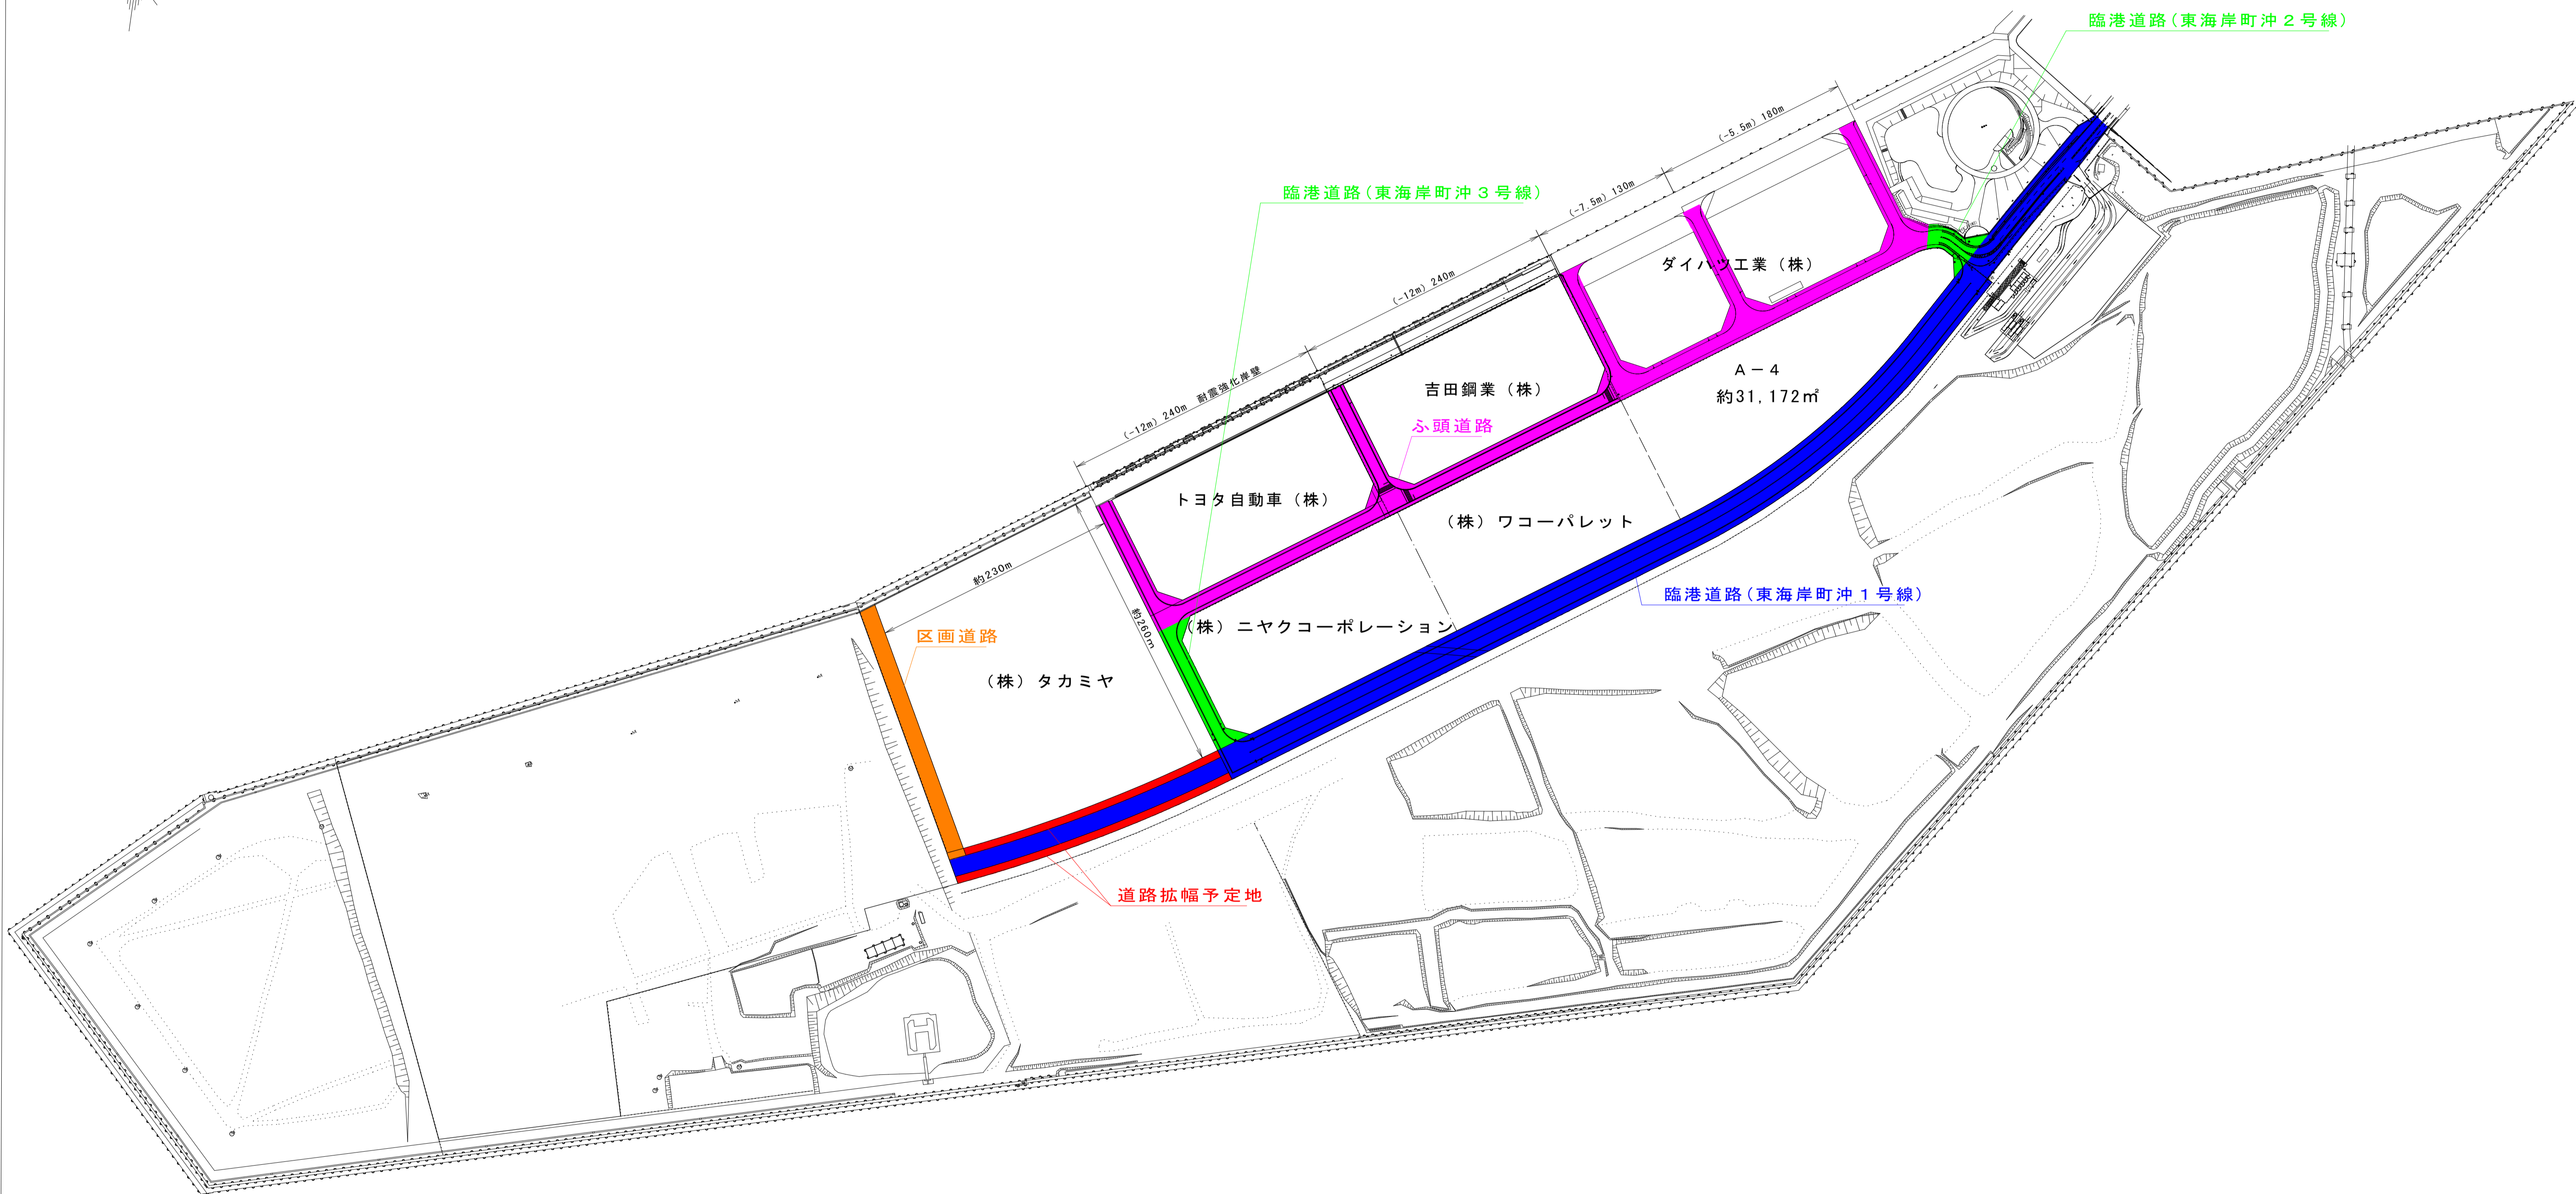 臨港道路(東海岸町沖2号線)
(-5.5m) 180m
臨港道路(東海岸町沖3号線)
(-7.5m) 130m
ダイハツ工業(株)
(-12m) 240m
A-4
約31,172㎡
(-12m) 240m 耐震強化岸壁
吉田鋼業(株)
ふ頭道路
トヨタ自動車(株)
(株)ワコーパレット
約230m
臨港道路(東海岸町沖1号線)
約260m
(株)ニヤクコーポレーション
区画道路
(株)タカミヤ
道路拡幅予定地